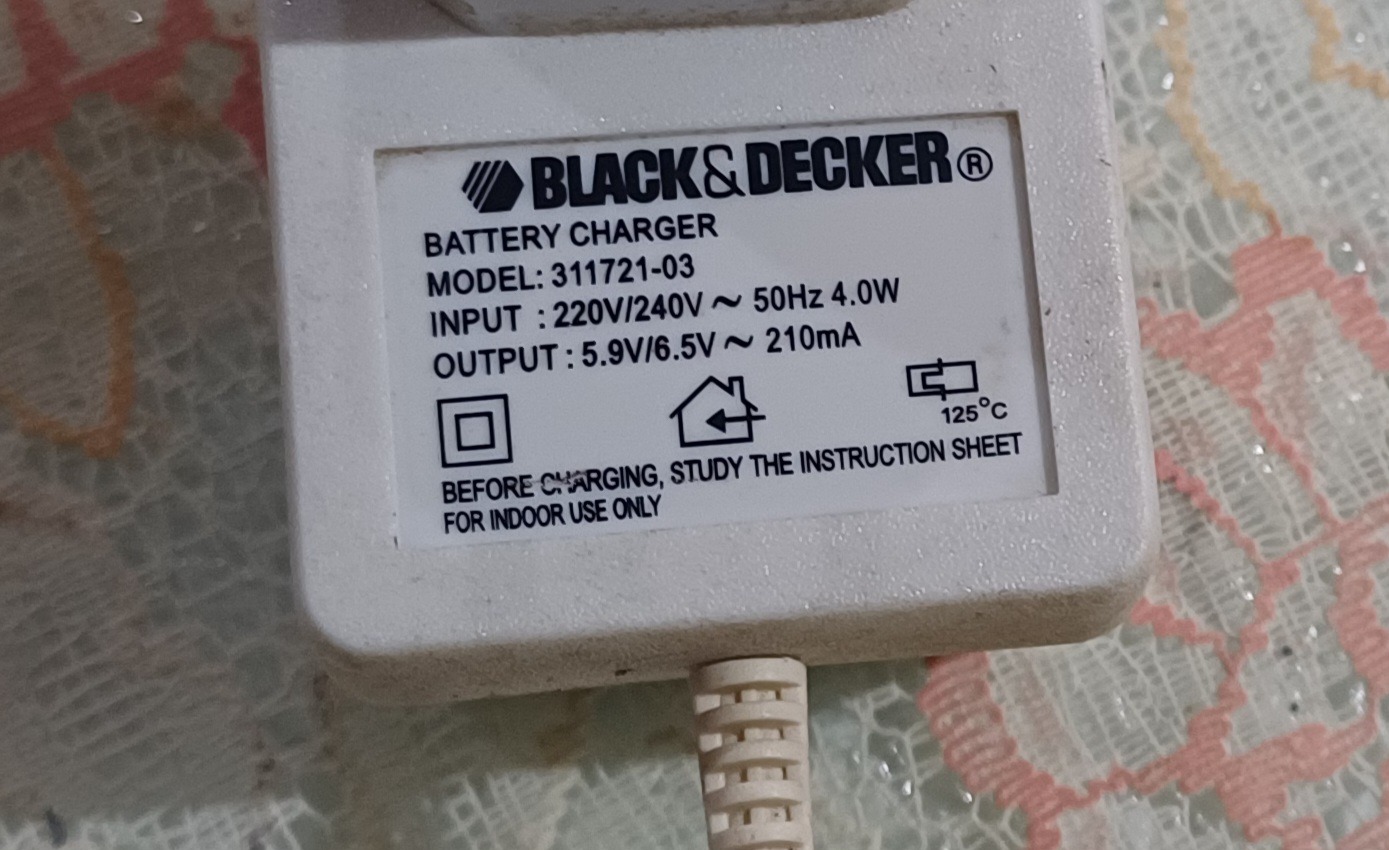 BLACK&DECKER®
BATTERY CHARGER
MODEL: 311721-03
INPUT : 220V/240V ~ 50Hz 4.0W
OUTPUT : 5.9V/6.5V ~ 210mA
125°C
BEFORE CHARGING, STUDY THE INSTRUCTION SHEET
FOR INDOOR USE ONLY